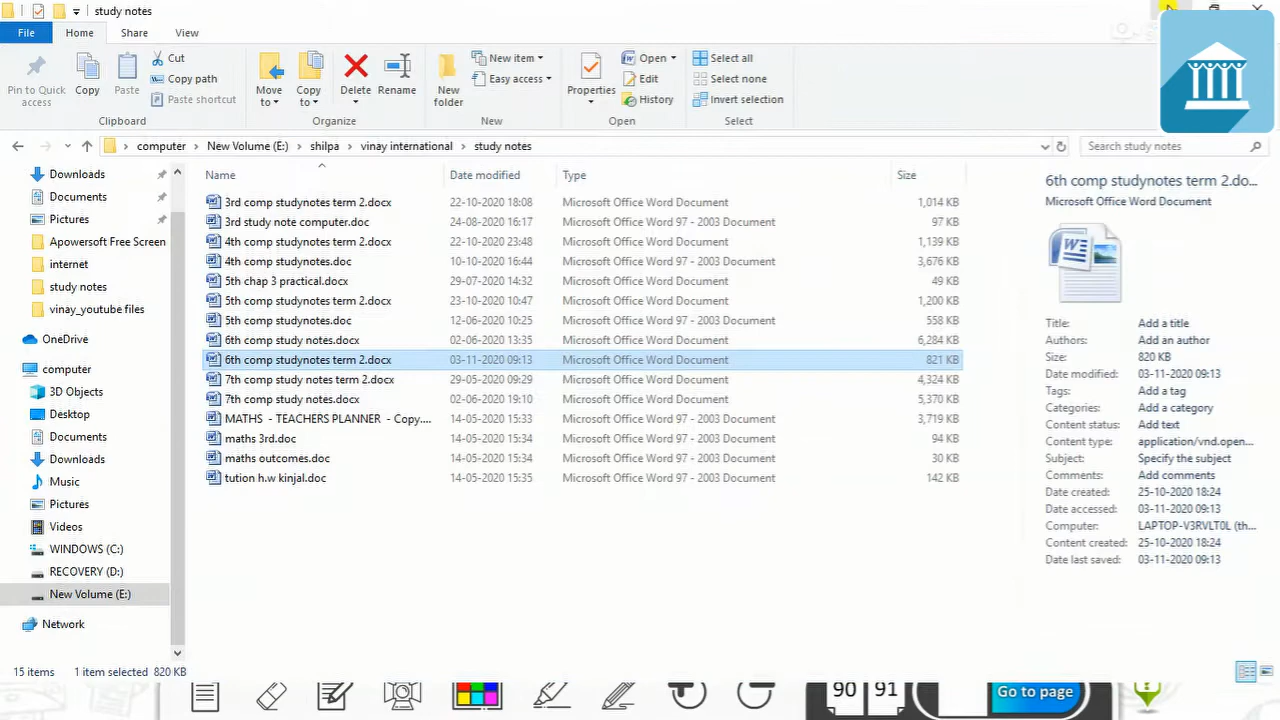 study notes
File Home Share View
Pin to Quick access
Copy
Paste
Cut
Copy path
Paste shortcut
Clipboard
Move to
Copy to
Delete
Rename
Organize
New folder
New item
Easy access
New
Properties
Open
Edit
History
Open
Select all
Select none
Invert selection
Select
computer New Volume (E:) shilpa vinay international study notes
Search study notes
Downloads
Documents
Pictures
Apowersoft Free Screen
internet
study notes
vinay_youtube files
OneDrive
computer
3D Objects
Desktop
Documents
Downloads
Music
Pictures
Videos
WINDOWS (C:)
RECOVERY (D:)
New Volume (E:)
Network
Name Date modified Type Size
3rd comp studynotes term 2.docx 22-10-2020 18:08 Microsoft Office Word Document 1,014 KB
3rd study note computer.doc 24-08-2020 16:17 Microsoft Office Word 97 - 2003 Document 97 KB
4th comp studynotes term 2.docx 22-10-2020 23:48 Microsoft Office Word Document 1,139 KB
4th comp studynotes.doc 10-10-2020 16:44 Microsoft Office Word 97 - 2003 Document 3,676 KB
5th chap 3 practical.docx 29-07-2020 14:32 Microsoft Office Word Document 49 KB
5th comp studynotes term 2.docx 23-10-2020 10:47 Microsoft Office Word Document 1,200 KB
5th comp studynotes.doc 12-06-2020 10:25 Microsoft Office Word 97 - 2003 Document 558 KB
6th comp study notes.docx 02-06-2020 13:35 Microsoft Office Word Document 6,284 KB
6th comp studynotes term 2.docx 03-11-2020 09:13 Microsoft Office Word Document 821 KB
7th comp study notes term 2.docx 29-05-2020 09:29 Microsoft Office Word Document 4,324 KB
7th comp study notes.docx 02-06-2020 19:10 Microsoft Office Word Document 5,370 KB
MATHS - TEACHERS PLANNER - Copy.... 14-05-2020 15:33 Microsoft Office Word 97 - 2003 Document 3,719 KB
maths 3rd.doc 14-05-2020 15:34 Microsoft Office Word 97 - 2003 Document 94 KB
maths outcomes.doc 14-05-2020 15:34 Microsoft Office Word 97 - 2003 Document 30 KB
tution h.w kinjal.doc 14-05-2020 15:35 Microsoft Office Word 97 - 2003 Document 142 KB
6th comp studynotes term 2.do...
Microsoft Office Word Document
Title: Add a title
Authors: Add an author
Size: 820 KB
Date modified: 03-11-2020 09:13
Tags: Add a tag
Categories: Add a category
Content status: Add text
Content type: application/vnd.open...
Subject: Specify the subject
Comments: Add comments
Date created: 25-10-2020 18:24
Date accessed: 03-11-2020 09:13
Computer: LAPTOP-V3RVLT0L (th...
Content created: 25-10-2020 18:24
Date last saved: 03-11-2020 09:13
15 items 1 item selected 820 KB
90 91 Go to page